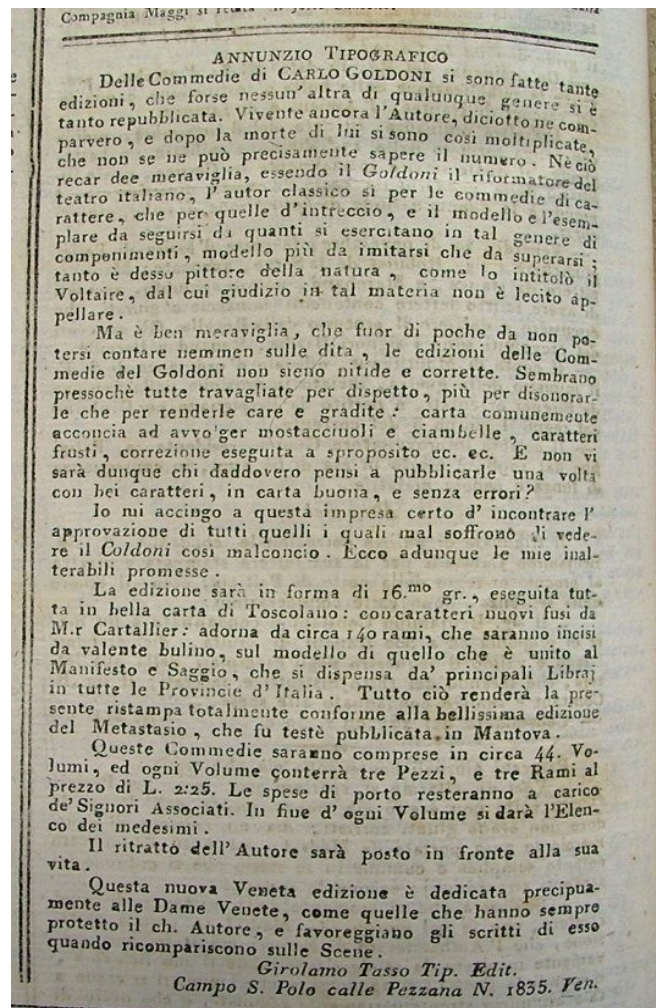 Compagnia Maggi si
ANNUNZIO TIPOGRAFICO
Delle Commedie di CARLO GOLDONI si sono fatte tante
edizioni, che forse nessun' altra di qualunque genere si è
tanto repubblicata. Vivente ancora l'Autore, diciotto ne com-
parvero, e dopo la morte di lui si sono così moltiplicate,
che non se ne può precisamente sapere il numero. Nè ciò
recar dee meraviglia, essendo il Goldoni il riformatore del
teatro italiano, l' autor classico sì per le commedie di ca-
rattere, che per quelle d'intreccio, e il modello e l'esem-
plare da seguirsi da quanti si esercitano in tal genere di
componimenti, modello più da imitarsi che da superarsi;
tanto è desso pittore della natura, come lo intitolò il
Voltaire, dal cui giudizio in tal materia non è lecito ap-
pellare.
Ma è ben meraviglia, che fuor di poche da non po-
tersi contare nemmen sulle dita, le edizioni delle Com-
medie del Goldoni non sieno nitide e corrette. Sembrano
pressochè tutte travagliate per dispetto, più per disonorar-
le che per renderle care e gradite: carta comunemente
acconcia ad avvolger mostacciuoli e ciambelle, caratteri
frusti, correzione eseguita a sproposito ec. ec. E non vi
sarà dunque chi daddovero pensi a pubblicarle una volta
con bei caratteri, in carta buona, e senza errori?
Io mi accingo a questa impresa certo d' incontrare l'
approvazione di tutti quelli i quali mal soffrono di vede-
re il Coldoni così malconcio. Ecco adunque le mie inal-
terabili promesse.
La edizione sarà in forma di 16.mo gr., eseguita tut-
ta in bella carta di Toscolano: con caratteri nuovi fusi da
M.r Cartallier: adorna da circa 140 rami, che saranno incisi
da valente bulino, sul modello di quello che è unito al
Manifesto e Saggio, che si dispensa da' principali Libraj
in tutte le Provincie d'Italia. Tutto ciò renderà la pre-
sente ristampa totalmente conforme alla bellissima edizione
del Metastasio, che fu testè pubblicata in Mantova.
Queste Commedie saranno comprese in circa 44. Vo-
lumi, ed ogni Volume conterrà tre Pezzi, e tre Rami al
prezzo di L. 2:25. Le spese di porto resteranno a carico
de' Signori Associati. In fine d' ogni Volume si darà l'Elen-
co dei medesimi.
Il ritratto dell'Autore sarà posto in fronte alla sua
vita.
Questa nuova Veneta edizione è dedicata precipua-
mente alle Dame Venete, come quelle che hanno sempre
protetto il ch. Autore, e favoreggiano gli scritti di esso
quando ricompariscono sulle Scene.
Girolamo Tasso Tip. Edit.
Campo S. Polo calle Pezzana N. 1835. Ven.